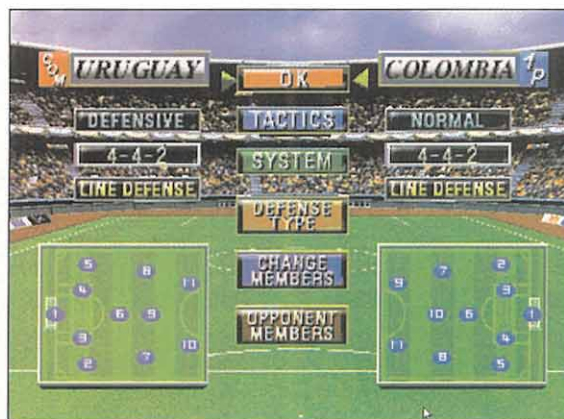 COM URUGUAY OK COLOMBIA 1P
DEFENSIVE TACTICS NORMAL
4-4-2 SYSTEM 4-4-2
LINE DEFENSE LINE DEFENSE
DEFENSE
TYPE
CHANGE
MEMBERS
OPPONENT
MEMBERS
5 8
4 11
1 6 9
3 10
2 7
7 2
9 3
10 6 1
11 4
8 5